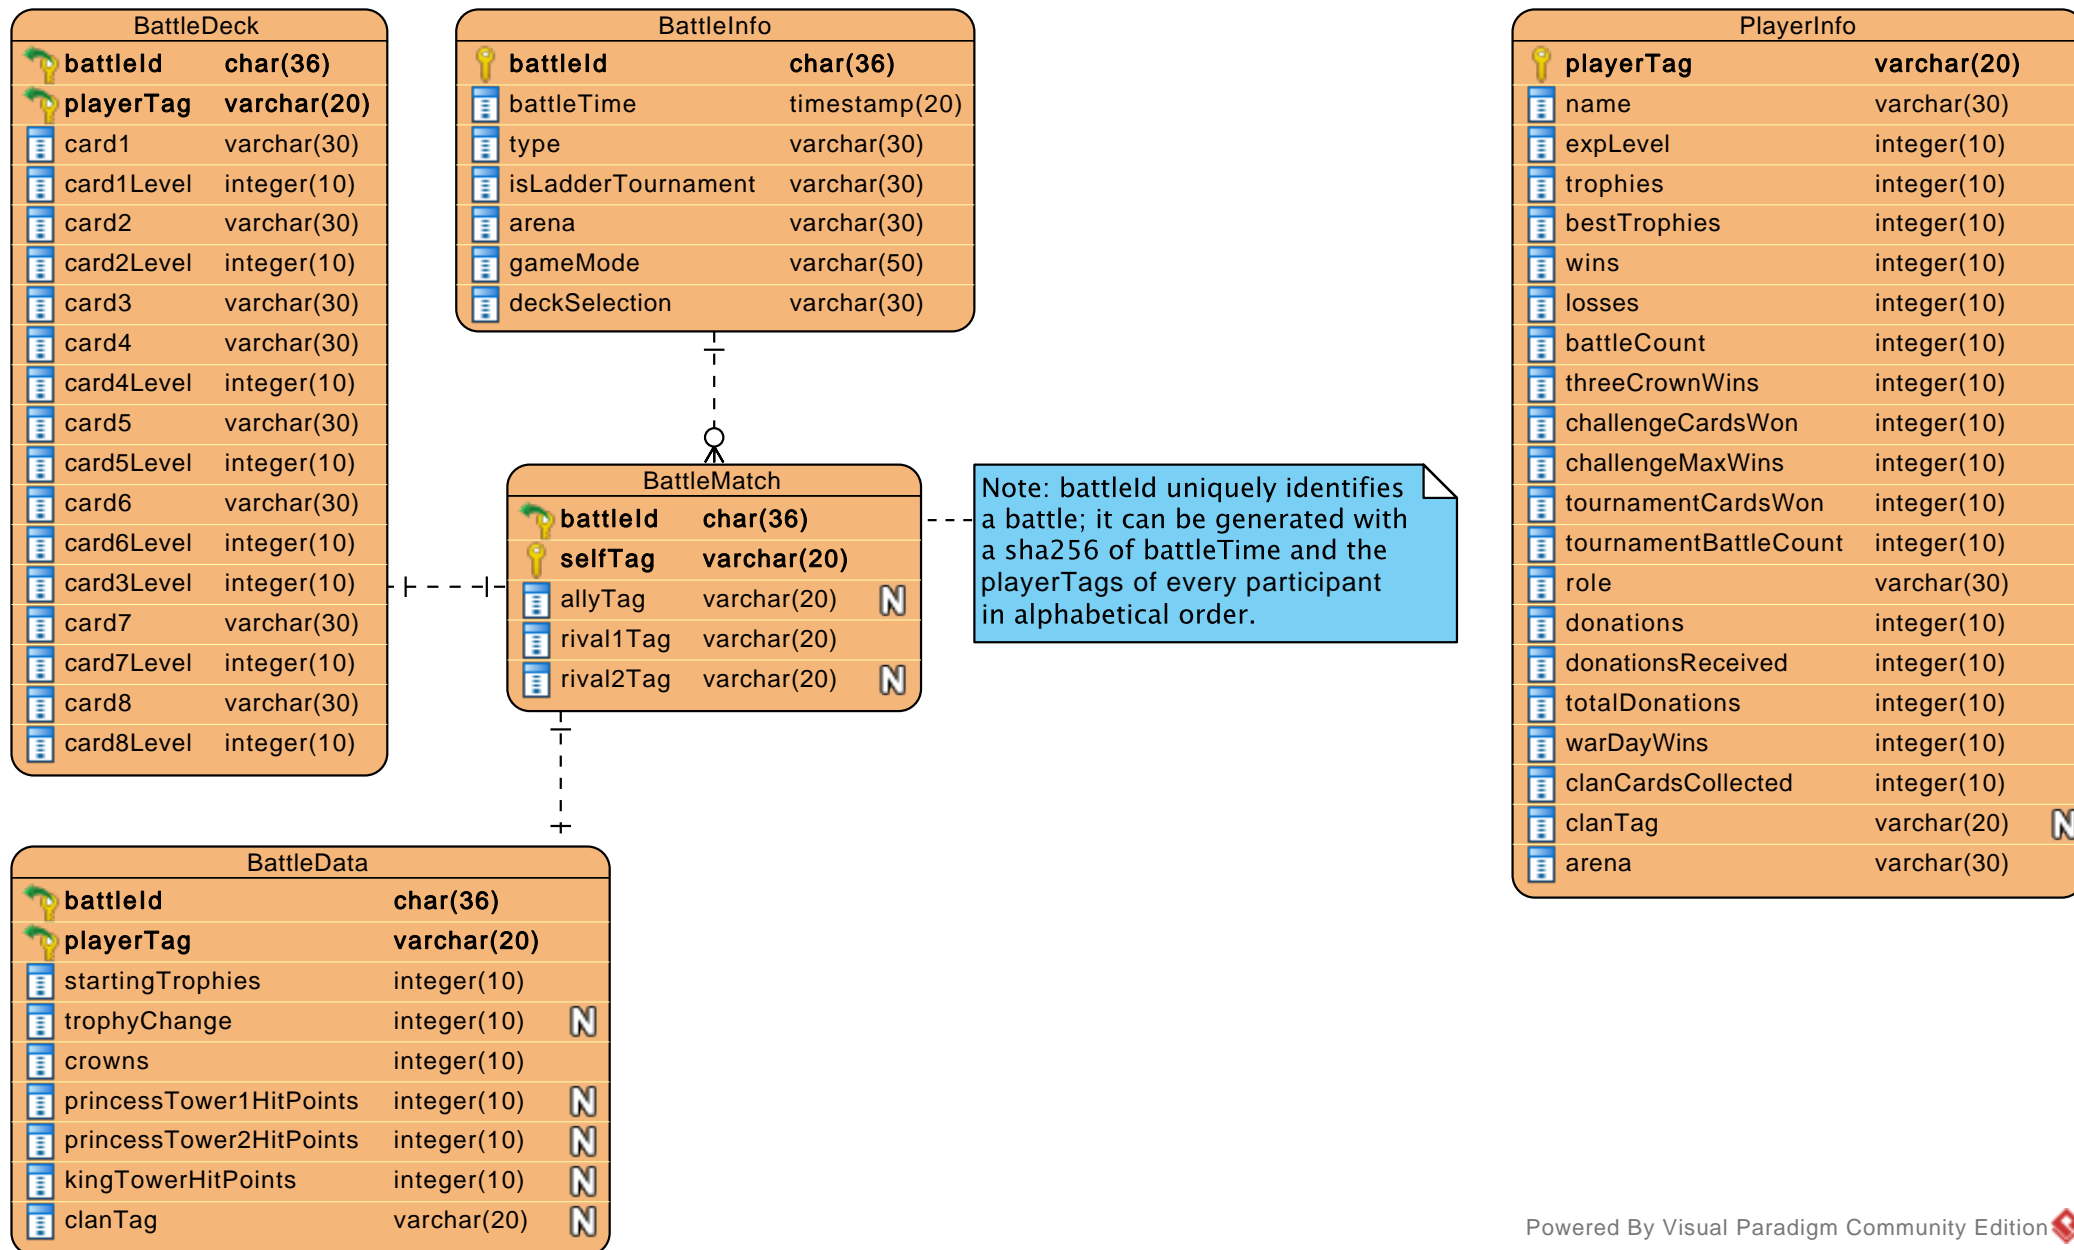 BattleDeck
battleId char(36)
playerTag varchar(20)
card1 varchar(30)
card1Level integer(10)
card2 varchar(30)
card2Level integer(10)
card3 varchar(30)
card4 varchar(30)
card4Level integer(10)
card5 varchar(30)
card5Level integer(10)
card6 varchar(30)
card6Level integer(10)
card3Level integer(10)
card7 varchar(30)
card7Level integer(10)
card8 varchar(30)
card8Level integer(10)
BattleInfo
battleId char(36)
battleTime timestamp(20)
type varchar(30)
isLadderTournament varchar(30)
arena varchar(30)
gameMode varchar(50)
deckSelection varchar(30)
BattleMatch
battleId char(36)
selfTag varchar(20)
allyTag varchar(20) N
rival1Tag varchar(20)
rival2Tag varchar(20) N
Note: battleId uniquely identifies
a battle; it can be generated with
a sha256 of battleTime and the
playerTags of every participant
in alphabetical order.
BattleData
battleId char(36)
playerTag varchar(20)
startingTrophies integer(10)
trophyChange integer(10) N
crowns integer(10)
princessTower1HitPoints integer(10) N
princessTower2HitPoints integer(10) N
kingTowerHitPoints integer(10) N
clanTag varchar(20) N
PlayerInfo
playerTag varchar(20)
name varchar(30)
expLevel integer(10)
trophies integer(10)
bestTrophies integer(10)
wins integer(10)
losses integer(10)
battleCount integer(10)
threeCrownWins integer(10)
challengeCardsWon integer(10)
challengeMaxWins integer(10)
tournamentCardsWon integer(10)
tournamentBattleCount integer(10)
role varchar(30)
donations integer(10)
donationsReceived integer(10)
totalDonations integer(10)
warDayWins integer(10)
clanCardsCollected integer(10)
clanTag varchar(20) N
arena varchar(30)
Powered By Visual Paradigm Community Edition